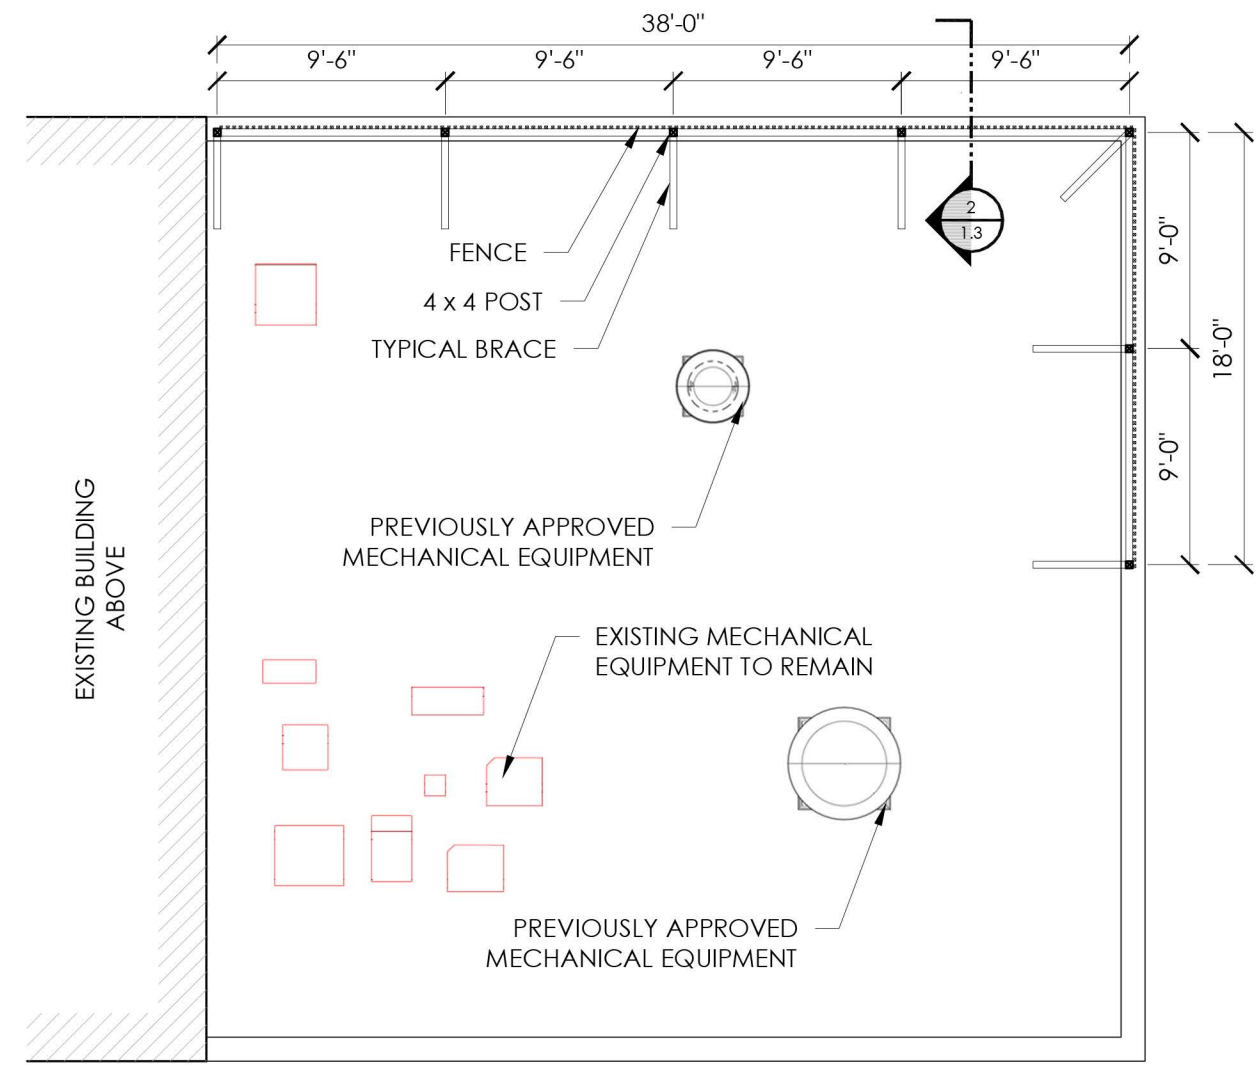 38'-0"
9'-6"
9'-6"
9'-6"
9'-6"
2
1.3
9'-0"
18'-0"
9'-0"
FENCE
4 x 4 POST
TYPICAL BRACE
PREVIOUSLY APPROVED
MECHANICAL EQUIPMENT
EXISTING BUILDING
ABOVE
EXISTING MECHANICAL
EQUIPMENT TO REMAIN
PREVIOUSLY APPROVED
MECHANICAL EQUIPMENT